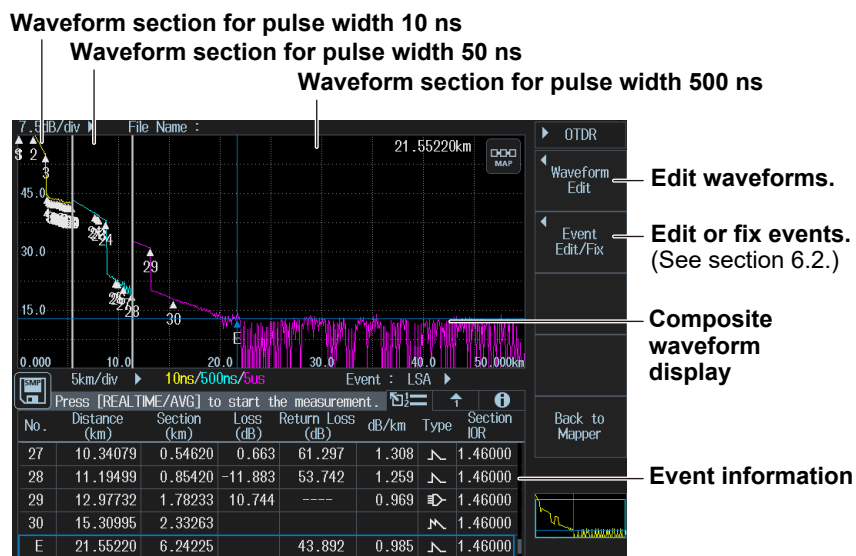 Waveform section for pulse width 10 ns
Waveform section for pulse width 50 ns
Waveform section for pulse width 500 ns
7.5dB/div File Name :
21.55220km
MAP
S 2
3
45.0
24
30.0
29
26
28
15.0
30
E
0.000 10.0 20.0 30.0 40.0 50.000km
SMP
5km/div 10ns/500ns/5us Event : LSA
Press [REALTIME/AVG] to start the measurement.
No. Distance (km) Section (km) Loss (dB) Return Loss (dB) dB/km Type Section IOR
27 10.34079 0.54620 0.663 61.297 1.308 1.46000
28 11.19499 0.85420 -11.883 53.742 1.259 1.46000
29 12.97732 1.78233 10.744 ---- 0.969 1.46000
30 15.30995 2.33263 1.46000
E 21.55220 6.24225 43.892 0.985 1.46000
OTDR
Waveform
Edit
Event
Edit/Fix
Back to
Mapper
Edit waveforms.
Edit or fix events.
(See section 6.2.)
Composite
waveform
display
Event information